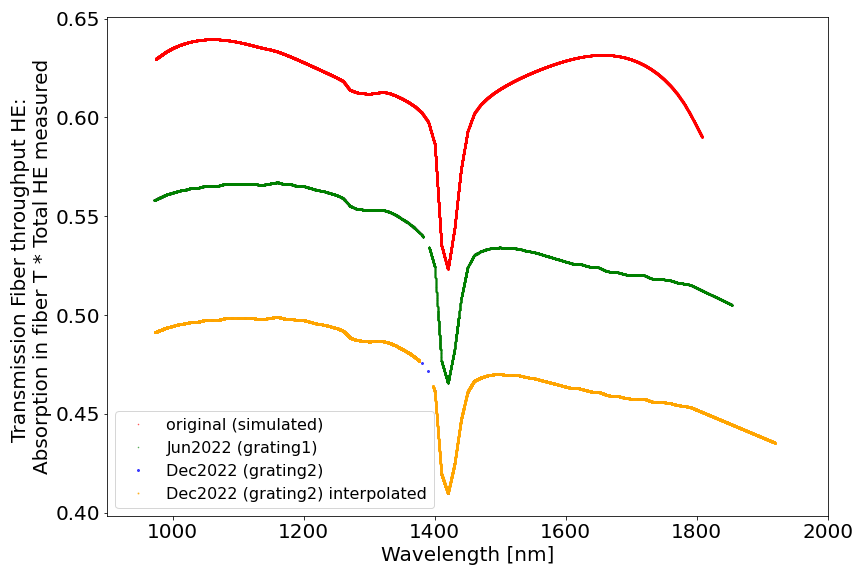 Transmission Fiber throughput HE:
Absorption in fiber T * Total HE measured
0.65
0.60
0.55
0.50
0.45
0.40
original (simulated)
Jun2022 (grating1)
Dec2022 (grating2)
Dec2022 (grating2) interpolated
1000
1200
1400
1600
1800
2000
Wavelength [nm]